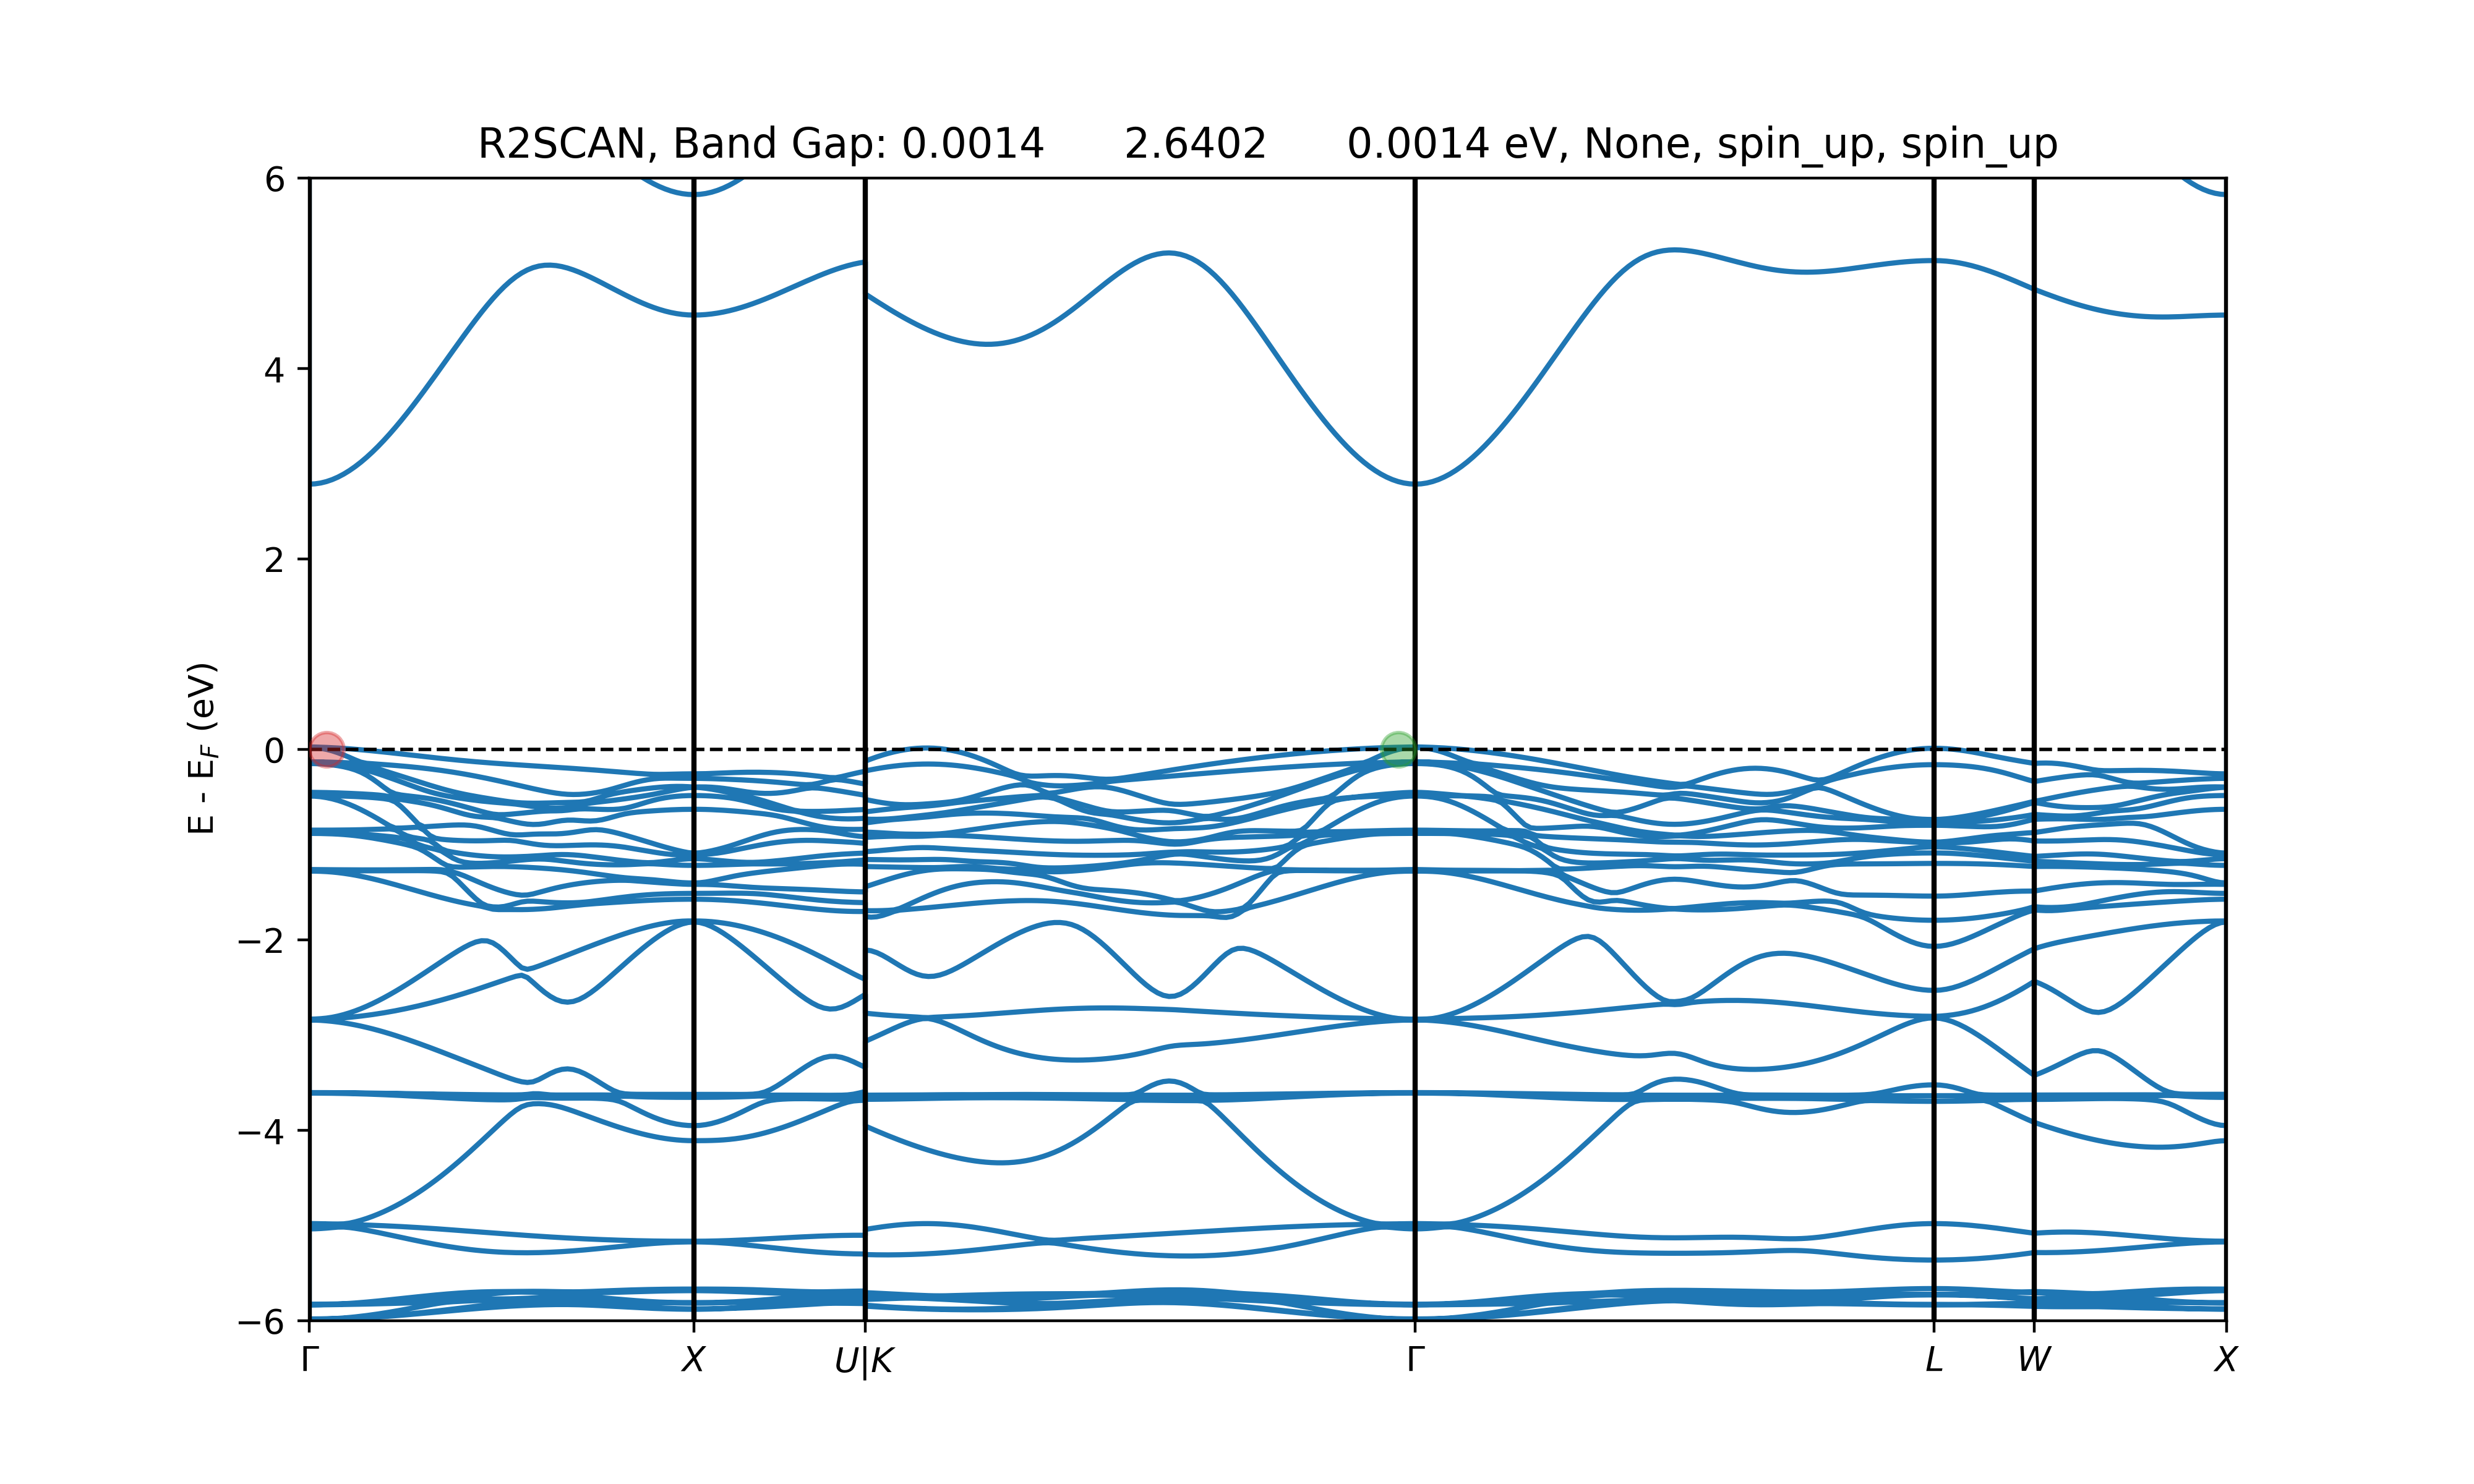 R2SCAN, Band Gap: 0.0014 2.6402 0.0014 eV, None, spin_up, spin_up
E - E_F (eV)
6
4
2
0
−2
−4
−6
Γ X U|K Γ L W X